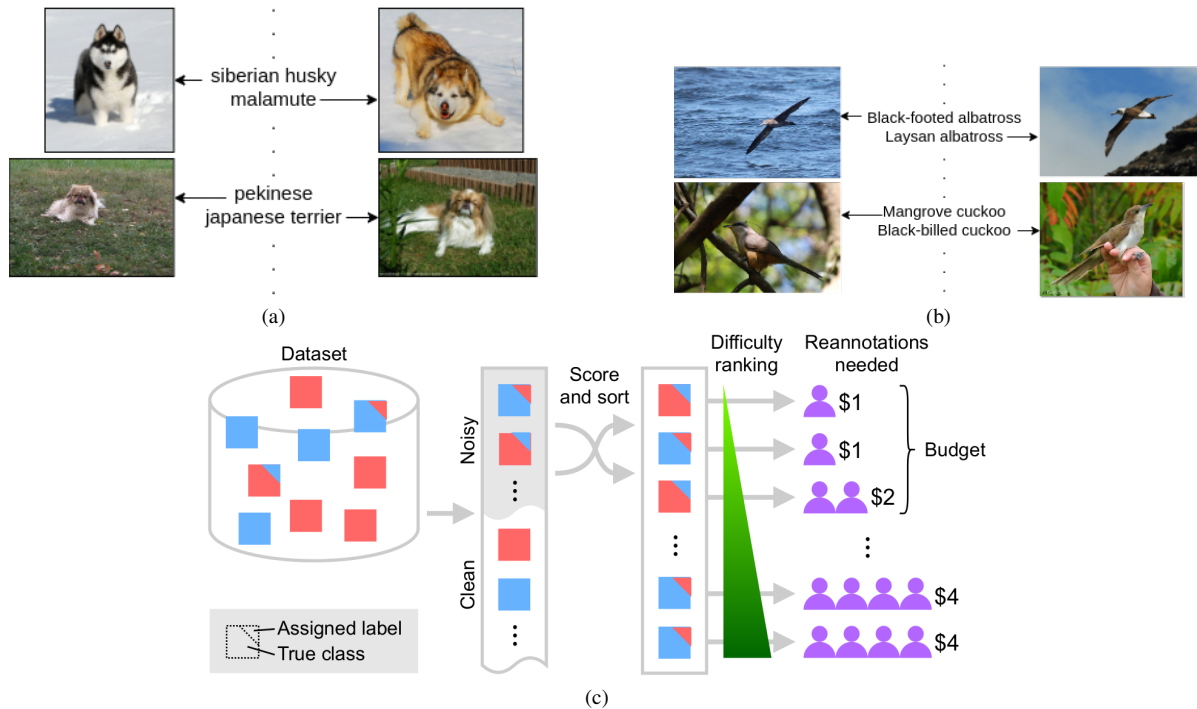 siberian husky
malamute
pekinese
japanese terrier
(a)
Black-footed albatross
Laysan albatross
Mangrove cuckoo
Black-billed cuckoo
(b)
Dataset
Noisy
Clean
Score
and sort
Difficulty
ranking
Reannotations
needed
$1
$1
$2
Budget
$4
$4
Assigned label
True class
(c)